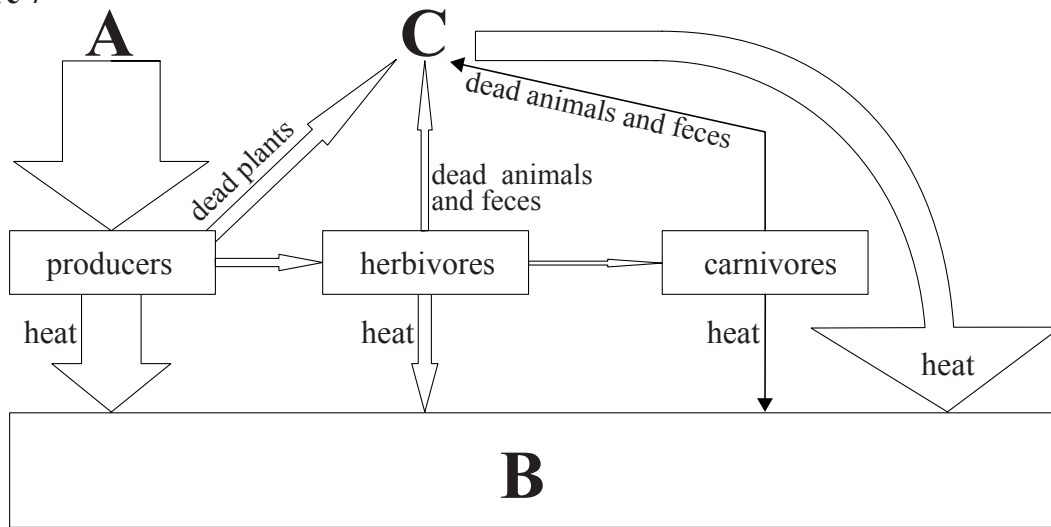 A
C
dead animals and feces
dead plants
dead animals
and feces
producers
herbivores
carnivores
heat
heat
heat
heat
B